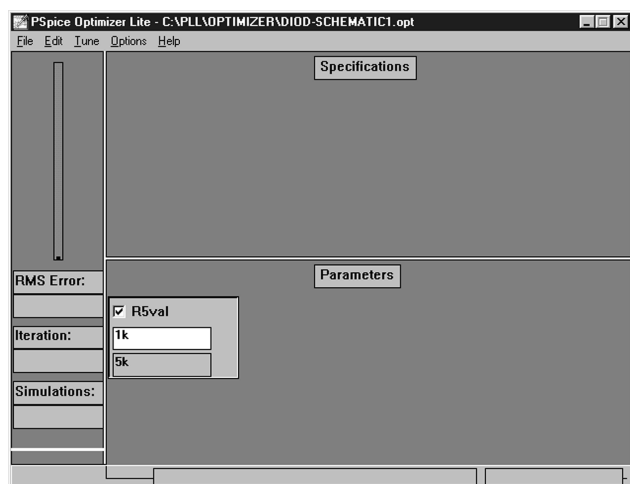 PSpice Optimizer Lite - C:\PLL\OPTIMIZER\DIOD-SCHEMATIC1.opt
File Edit Tune Options Help
Specifications
RMS Error:
Iteration:
Simulations:
Parameters
R5val
1k
5k